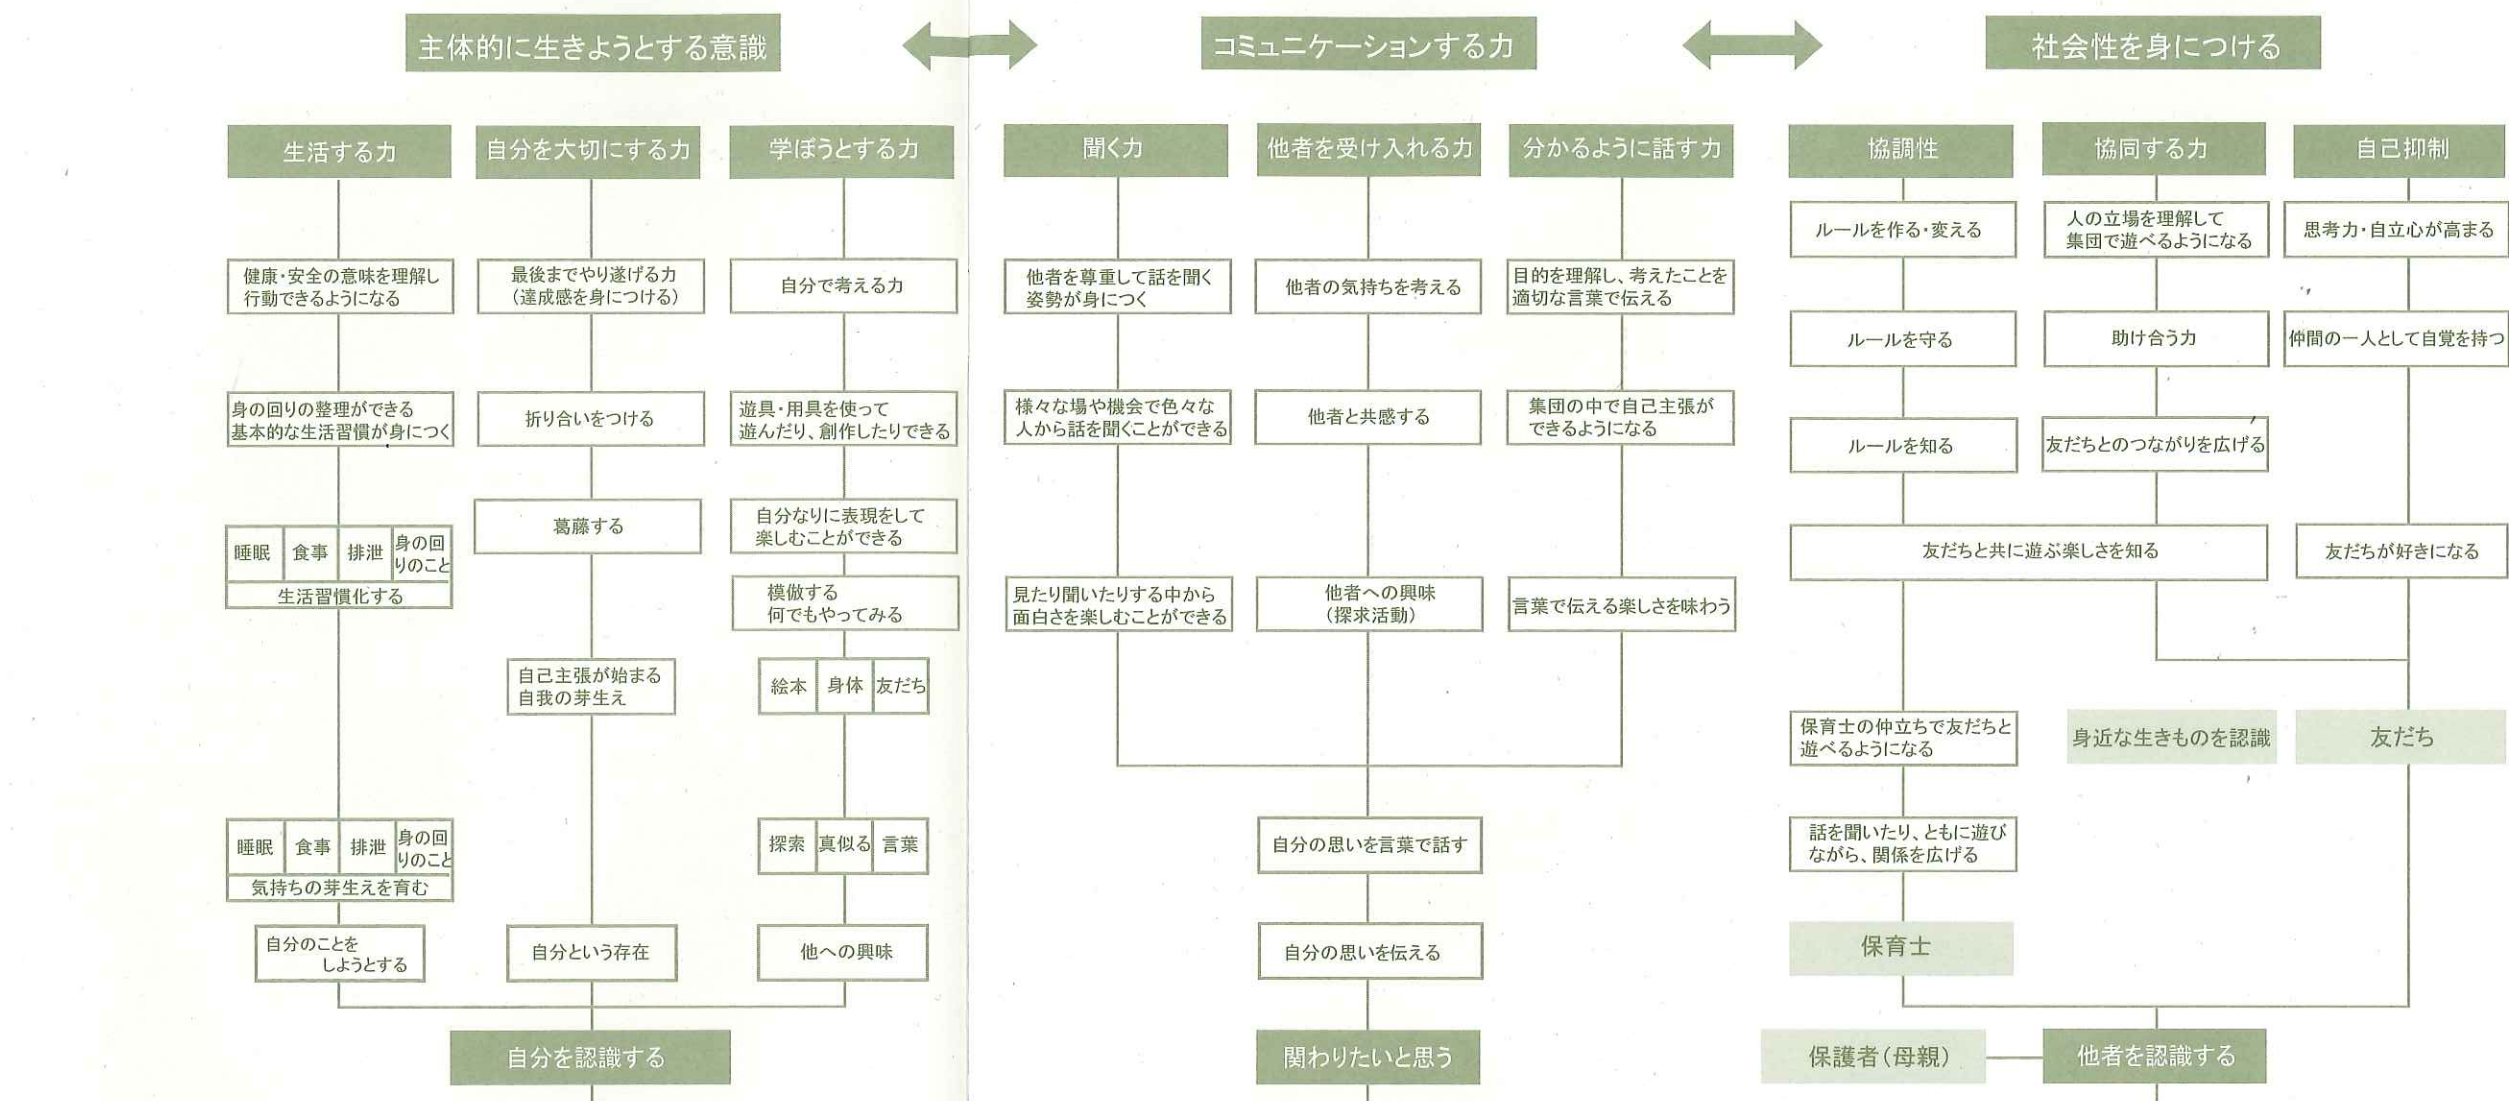 主体的に生きようとする意識
コミュニケーションする力
社会性を身につける
生活する力
自分を大切にする力
学ぼうとする力
聞く力
他者を受け入れる力
分かるように話す力
協調性
協同する力
自己抑制
健康・安全の意味を理解し
行動できるようになる
身の回りの整理ができる
基本的な生活習慣が身につく
睡眠
食事
排泄
身の回
りのこと
生活習慣化する
睡眠
食事
排泄
身の回
りのこと
気持ちの芽生えを育む
自分のことを
しようとする
最後までやり遂げる力
(達成感を身につける)
折り合いをつける
葛藤する
自己主張が始まる
自我の芽生え
自分という存在
自分で考える力
遊具・用具を使って
遊んだり、創作したりできる
自分なりに表現をして
楽しむことができる
模倣する
何でもやってみる
絵本
身体
友だち
探索
真似る
言葉
他への興味
自分を認識する
他者を尊重して話を聞く
姿勢が身につく
様々な場や機会で色々な
人から話を聞くことができる
見たり聞いたりする中から
面白さを楽しむことができる
他者の気持ちを考える
他者と共感する
他者への興味
(探求活動)
目的を理解し、考えたことを
適切な言葉で伝える
集団の中で自己主張が
できるようになる
言葉で伝える楽しさを味わう
自分の思いを言葉で話す
自分の思いを伝える
関わりたいと思う
ルールを作る・変える
ルールを守る
ルールを知る
人の立場を理解して
集団で遊べるようになる
助け合う力
友だちとのつながりを広げる
友だちと共に遊ぶ楽しさを知る
思考力・自立心が高まる
仲間の一人として自覚を持つ
友だちが好きになる
保育士の仲立ちで友だちと
遊べるようになる
身近な生きものを認識
友だち
話を聞いたり、ともに遊び
ながら、関係を広げる
保育士
保護者(母親)
他者を認識する